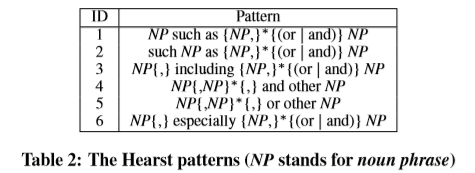 ID Pattern
1 NP such as {NP,}*{(or | and)} NP
2 such NP as {NP,}*{(or | and)} NP
3 NP{,} including {NP,}*{(or | and)} NP
4 NP{,NP}*{,} and other NP
5 NP{,NP}*{,} or other NP
6 NP{,} especially {NP,}*{(or | and)} NP
Table 2: The Hearst patterns (NP stands for noun phrase)